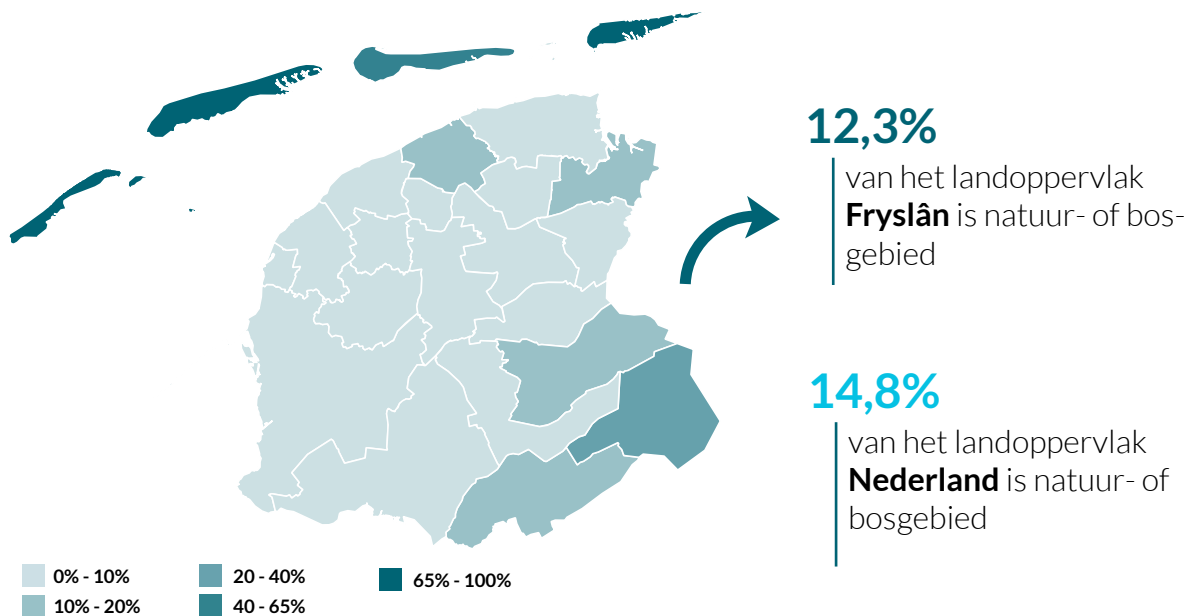 12,3%
van het landoppervlak
Fryslân is natuur- of bos-
gebied
14,8%
van het landoppervlak
Nederland is natuur- of
bosgebied
0% - 10%
10% - 20%
20 - 40%
40 - 65%
65% - 100%